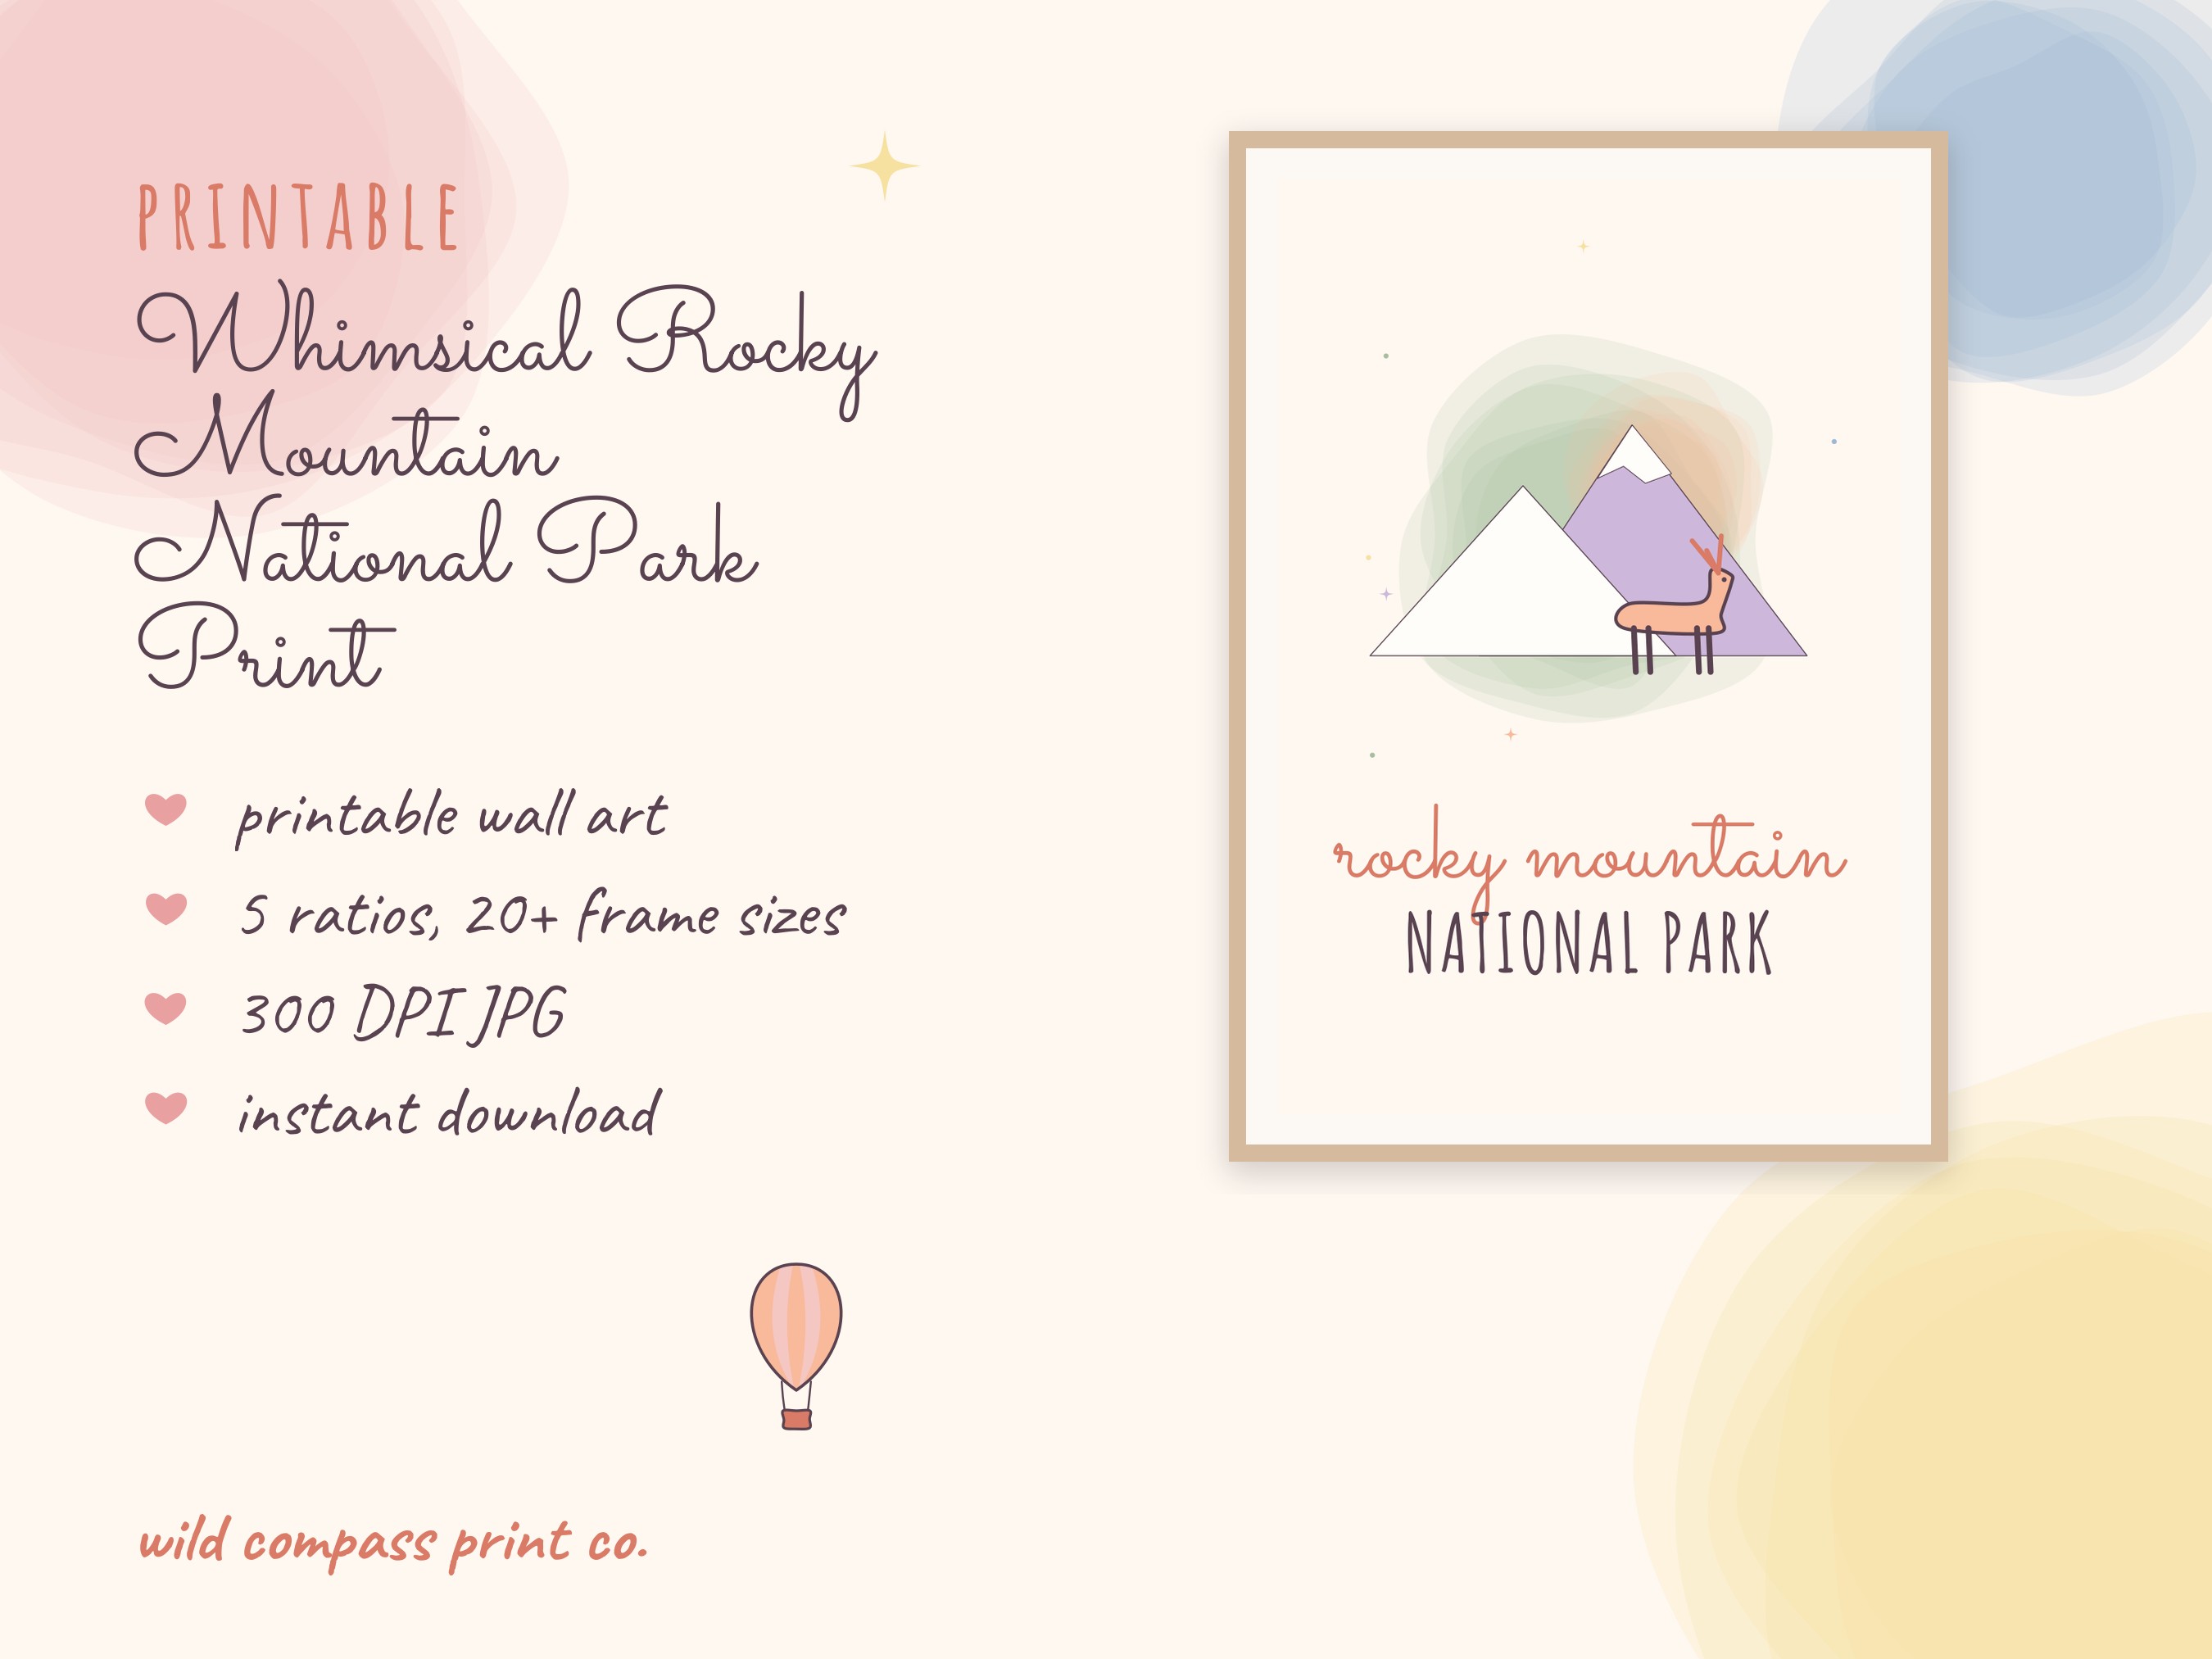 PRINTABLE
Whimsical Rocky
Mountain
National Park
Print
printable wall art
5 ratios, 20+ frame sizes
300 DPI JPG
instant download
wild compass print co.
rocky mountain
NATIONAL PARK